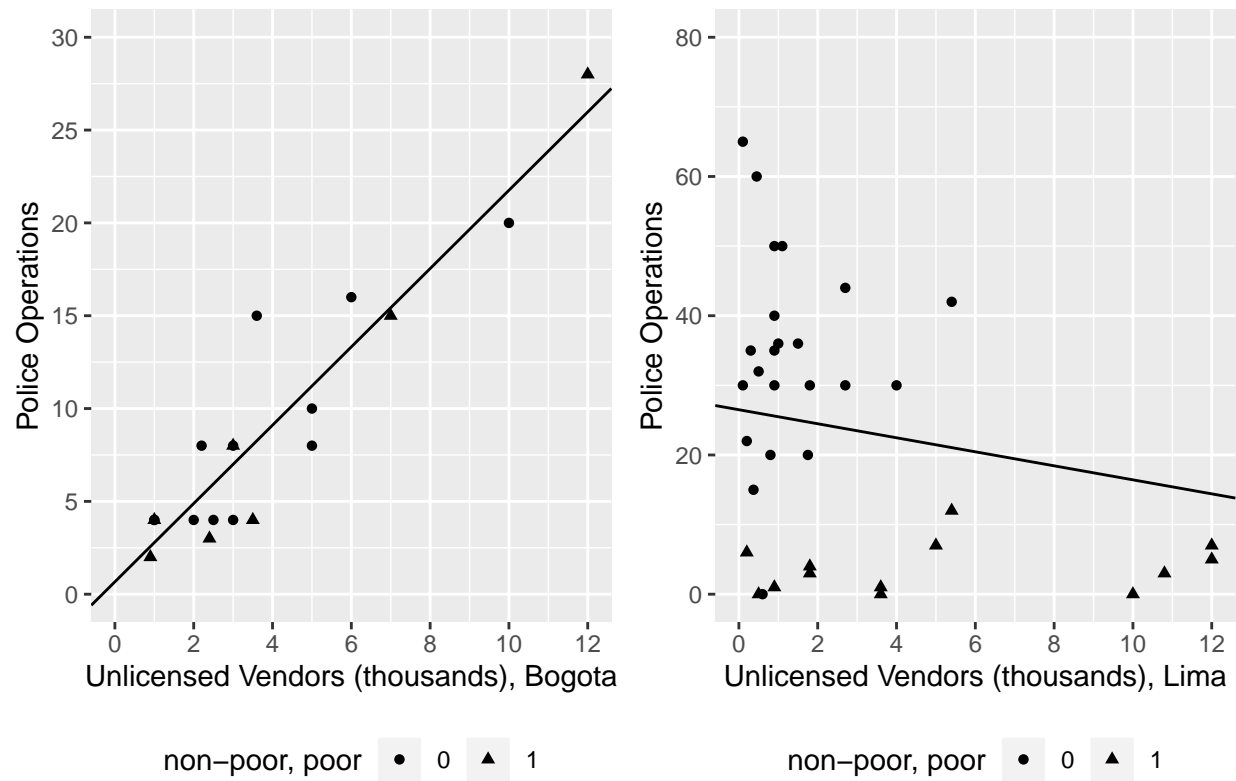 30
25
20
15
10
5
0
Police Operations
0 2 4 6 8 10 12
Unlicensed Vendors (thousands), Bogota
non−poor, poor 0 1
80
60
40
20
0
Police Operations
0 2 4 6 8 10 12
Unlicensed Vendors (thousands), Lima
non−poor, poor 0 1